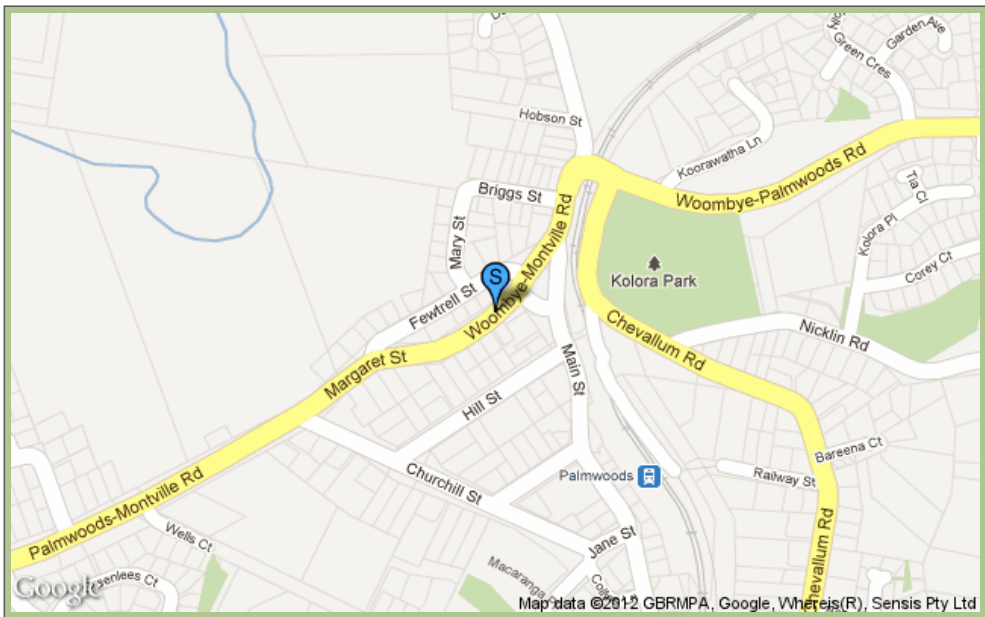 Garden Ave
Green Cres
Hobson St
Koorawatha Ln
Woombye-Palmwoods Rd
Tia Ct
Briggs St
Kolora Pl
Mary St
Woombye-Montville Rd
Corey Ct
S
Kolora Park
Fewtrell St
Nicklin Rd
Chevallum Rd
Main St
Margaret St
Hill St
Bareena Ct
Churchill St
Palmwoods
Railway St
Palmwoods-Montville Rd
Wells Ct
Jane St
Chevallum Rd
Macaranga
Google
Map data ©2012 GBRMPA, Google, Whereis(R), Sensis Pty Ltd